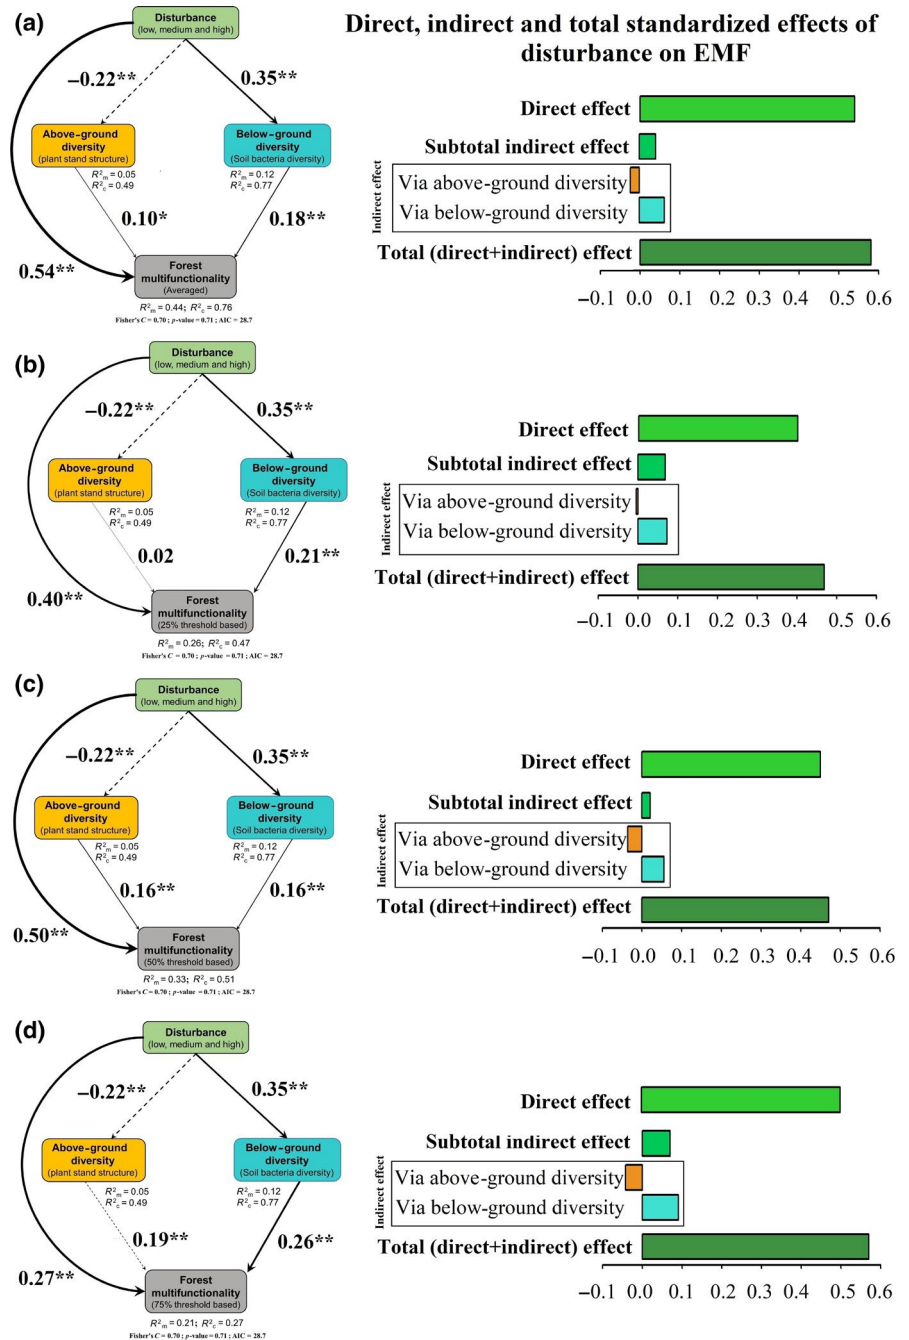 Direct, indirect and total standardized effects of
disturbance on EMF
(a)
Disturbance
(low, medium and high)
−0.22**
0.35**
Above-ground
diversity
(plant stand structure)
Below-ground
diversity
(Soil bacteria diversity)
R²m = 0.05
R²c = 0.49
R²m = 0.12
R²c = 0.77
0.10*
0.18**
0.54**
Forest
multifunctionality
(Averaged)
R²m = 0.44; R²c = 0.76
Fisher's C = 0.70 ; p-value = 0.71 ; AIC = 28.7
Direct effect
Subtotal indirect effect
Indirect effect
Via above-ground diversity
Via below-ground diversity
Total (direct+indirect) effect
−0.1 0.0 0.1 0.2 0.3 0.4 0.5 0.6
(b)
Disturbance
(low, medium and high)
−0.22**
0.35**
Above-ground
diversity
(plant stand structure)
Below-ground
diversity
(Soil bacteria diversity)
R²m = 0.05
R²c = 0.49
R²m = 0.12
R²c = 0.77
0.02
0.21**
0.40**
Forest
multifunctionality
(25% threshold based)
R²m = 0.26; R²c = 0.47
Fisher's C = 0.70 ; p-value = 0.71 ; AIC = 28.7
Direct effect
Subtotal indirect effect
Indirect effect
Via above-ground diversity
Via below-ground diversity
Total (direct+indirect) effect
−0.1 0.0 0.1 0.2 0.3 0.4 0.5 0.6
(c)
Disturbance
(low, medium and high)
−0.22**
0.35**
Above-ground
diversity
(plant stand structure)
Below-ground
diversity
(Soil bacteria diversity)
R²m = 0.05
R²c = 0.49
R²m = 0.12
R²c = 0.77
0.16**
0.16**
0.50**
Forest
multifunctionality
(50% threshold based)
R²m = 0.33; R²c = 0.51
Fisher's C = 0.70 ; p-value = 0.71 ; AIC = 28.7
Direct effect
Subtotal indirect effect
Indirect effect
Via above-ground diversity
Via below-ground diversity
Total (direct+indirect) effect
−0.1 0.0 0.1 0.2 0.3 0.4 0.5 0.6
(d)
Disturbance
(low, medium and high)
−0.22**
0.35**
Above-ground
diversity
(plant stand structure)
Below-ground
diversity
(Soil bacteria diversity)
R²m = 0.05
R²c = 0.49
R²m = 0.12
R²c = 0.77
0.19**
0.26**
0.27**
Forest
multifunctionality
(75% threshold based)
R²m = 0.21; R²c = 0.27
Fisher's C = 0.70 ; p-value = 0.71 ; AIC = 28.7
Direct effect
Subtotal indirect effect
Indirect effect
Via above-ground diversity
Via below-ground diversity
Total (direct+indirect) effect
−0.1 0.0 0.1 0.2 0.3 0.4 0.5 0.6